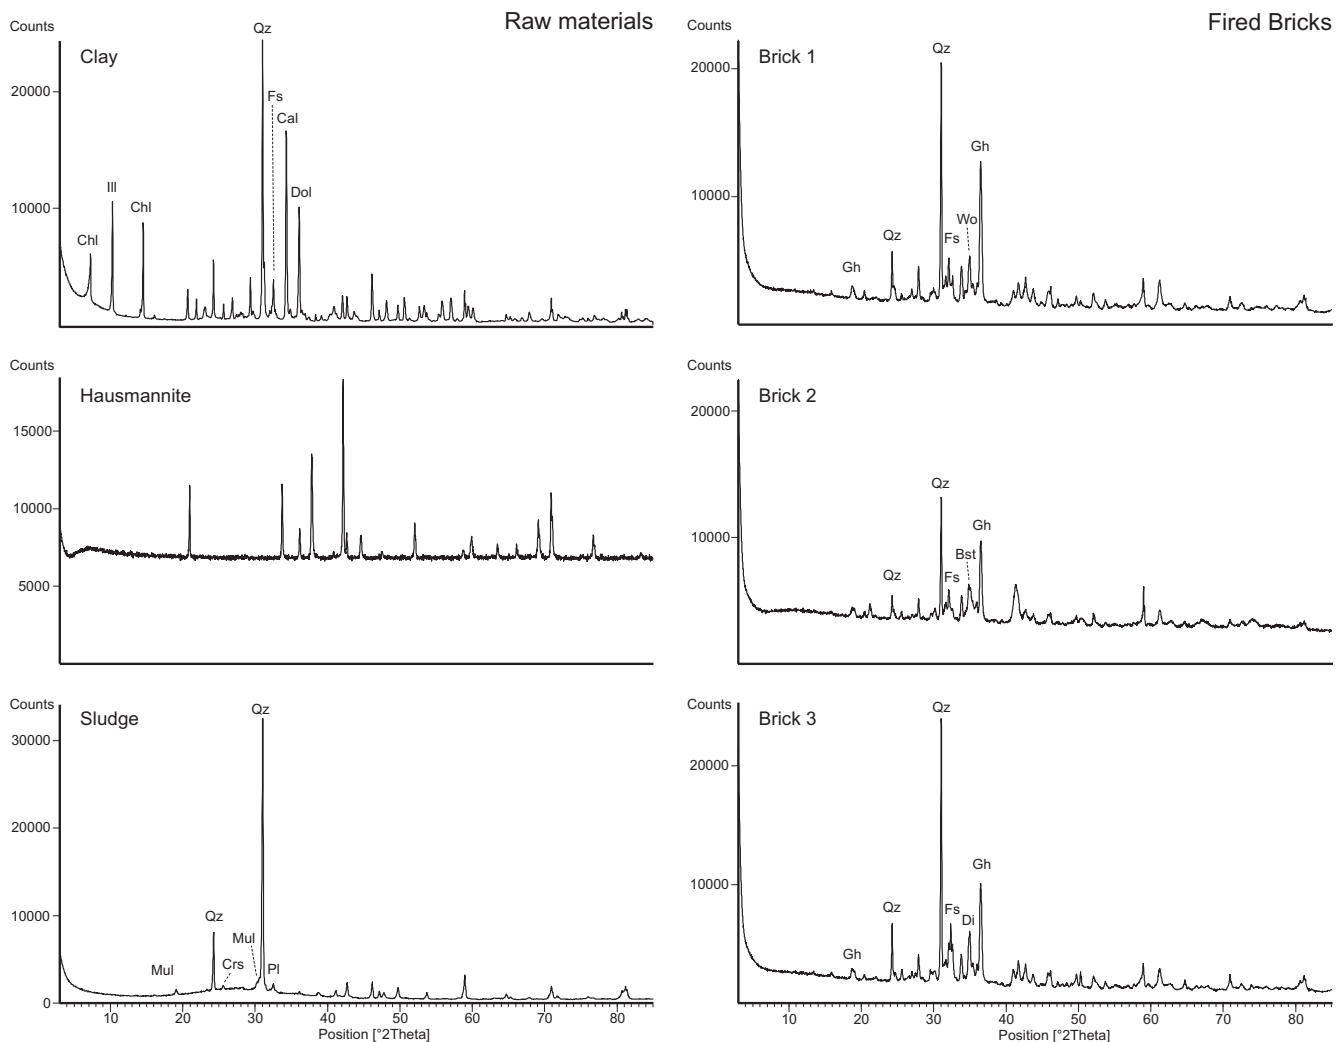 Raw materials
Counts
Clay
20000
10000
Chl
Ill
Chl
Qz
Fs
Cal
Dol
Counts
Hausmannite
15000
10000
5000
Counts
Sludge
30000
20000
10000
0
Mul
Qz
Crs
Mul
Qz
Pl
10 20 30 40 50 60 70 80
Position [°2Theta]
Fired Bricks
Counts
Brick 1
20000
10000
Gh
Qz
Qz
Fs
Wo
Gh
Counts
Brick 2
20000
10000
Qz
Qz
Fs
Bst
Gh
Counts
Brick 3
20000
10000
Gh
Qz
Qz
Fs
Di
Gh
10 20 30 40 50 60 70 80
Position [°2Theta]